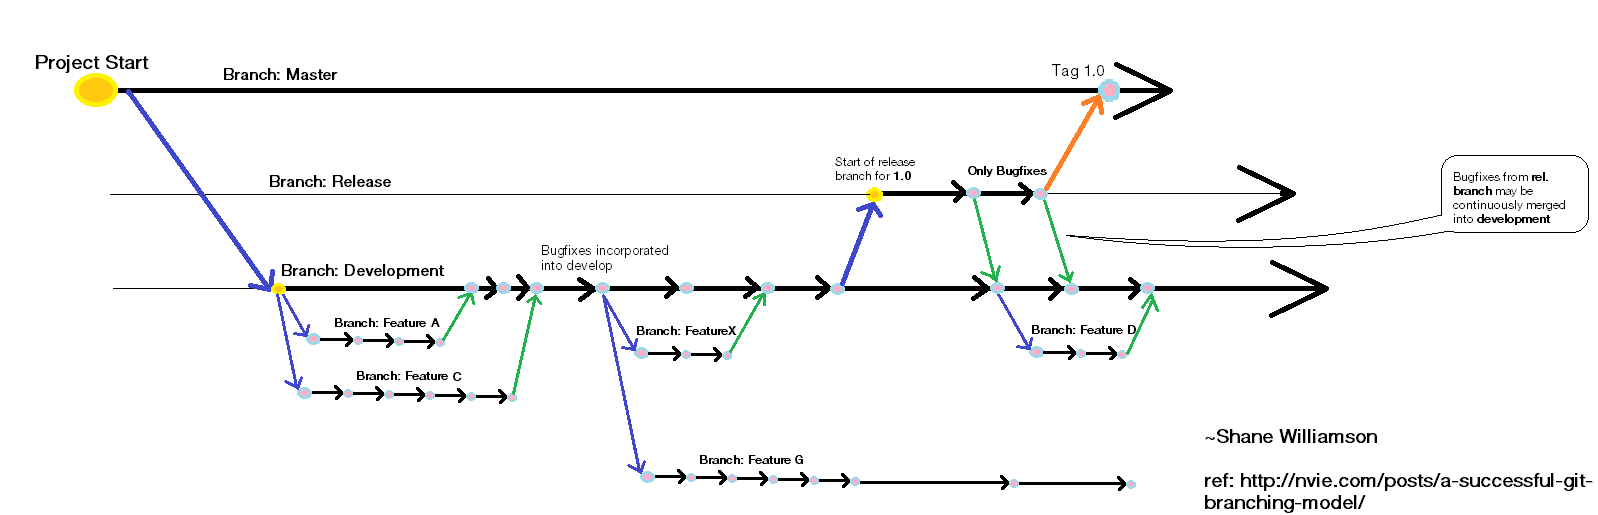 Project Start
Branch: Master
Tag 1.0
Start of release
branch for 1.0
Only Bugfixes
Branch: Release
Bugfixes from rel.
branch may be
continuously merged
into development
Bugfixes incorporated
into develop
Branch: Development
Branch: Feature A
Branch: FeatureX
Branch: Feature D
Branch: Feature C
Branch: Feature G
~Shane Williamson
ref: http://nvie.com/posts/a-successful-git-
branching-model/